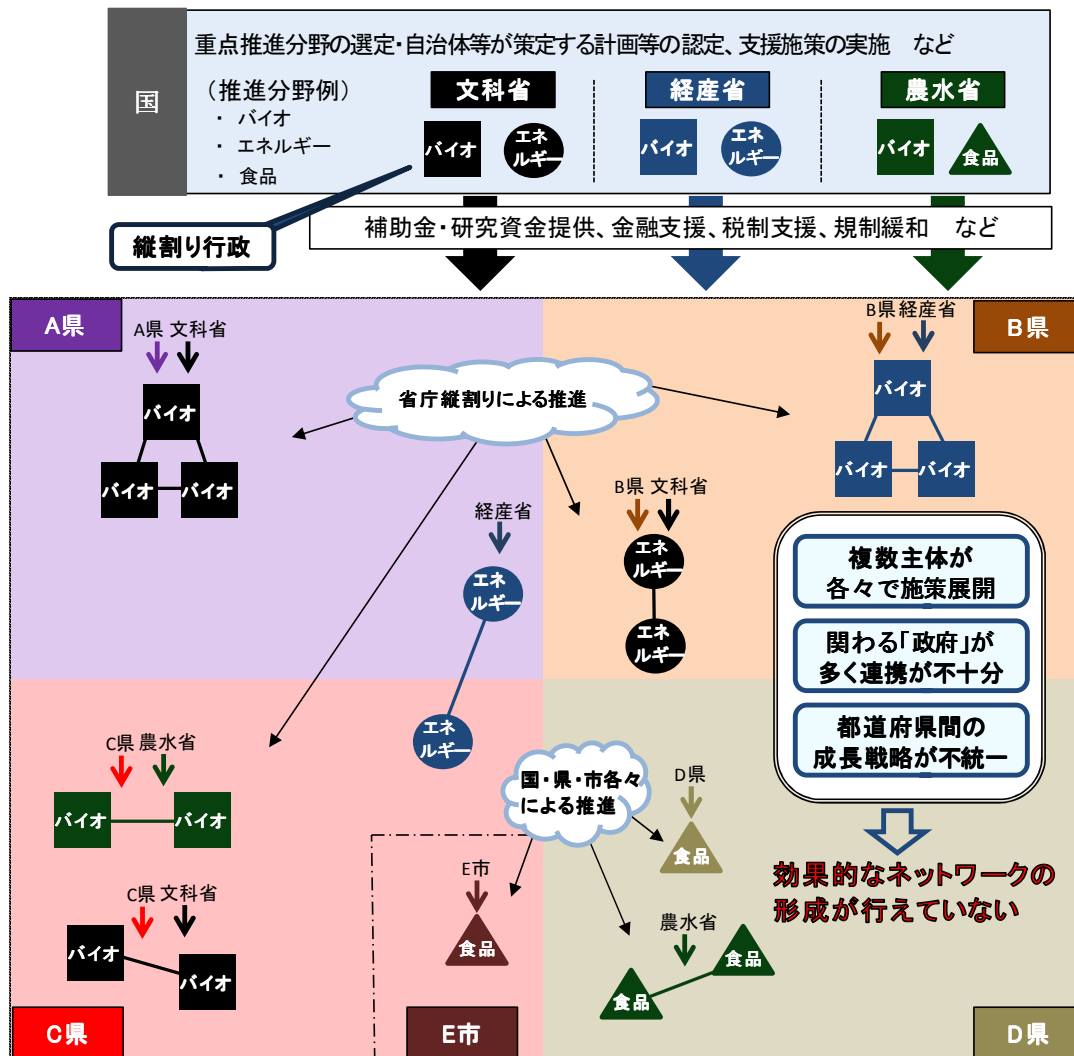 国
重点推進分野の選定・自治体等が策定する計画等の認定、支援施策の実施　など
（推進分野例）
・ バイオ
・ エネルギー
・ 食品
文科省
バイオ
エネ
ルギー
経産省
バイオ
エネ
ルギー
農水省
バイオ
食品
縦割り行政
補助金・研究資金提供、金融支援、税制支援、規制緩和　など
A県
A県 文科省
バイオ
バイオ
バイオ
省庁縦割りによる推進
経産省
エネ
ルギー
エネ
ルギー
B県
B県 経産省
バイオ
バイオ
バイオ
B県 文科省
エネ
ルギー
エネ
ルギー
複数主体が
各々で施策展開
関わる「政府」が
多く連携が不十分
都道府県間の
成長戦略が不統一
効果的なネットワークの
形成が行えていない
C県 農水省
バイオ
バイオ
C県 文科省
バイオ
バイオ
C県
国・県・市各々
による推進
E市
食品
E市
D県
食品
農水省
食品
食品
D県